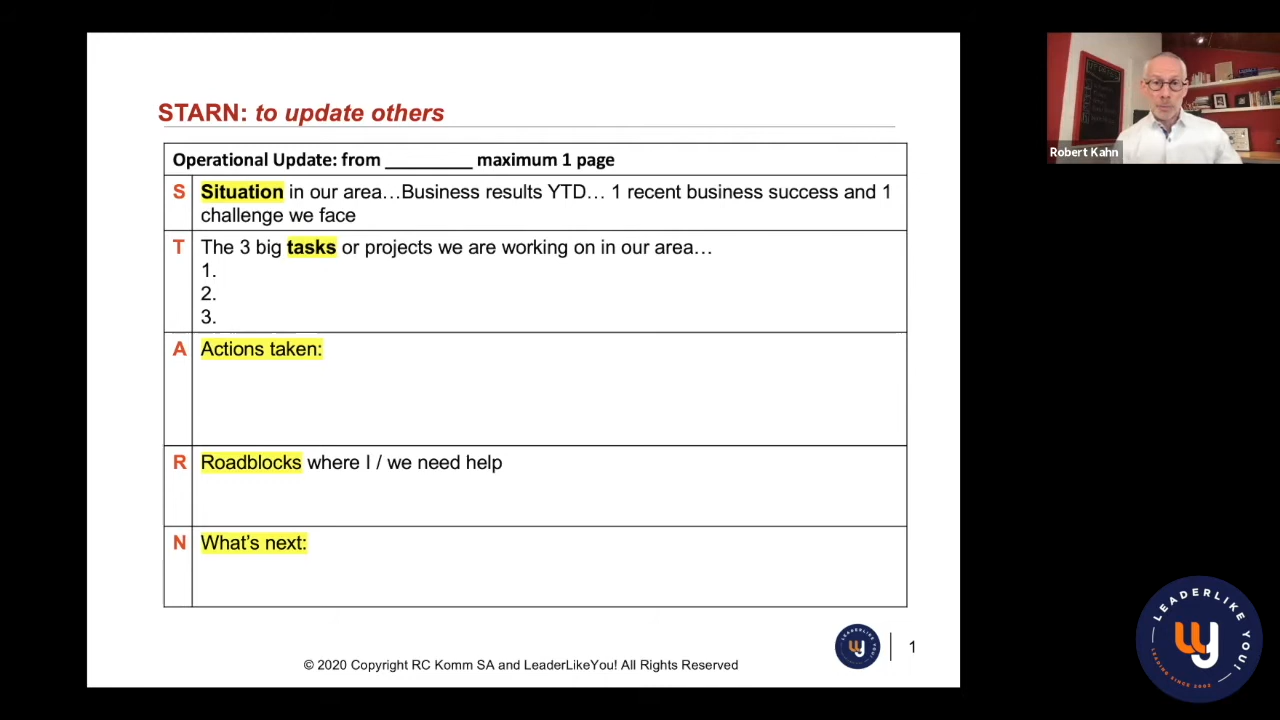 STARN: to update others
Operational Update: from _________ maximum 1 page
S Situation in our area…Business results YTD… 1 recent business success and 1
challenge we face
T The 3 big tasks or projects we are working on in our area…
1.
2.
3.
A Actions taken:
R Roadblocks where I / we need help
N What's next:
© 2020 Copyright RC Komm SA and LeaderLikeYou! All Rights Reserved
1
Robert Kahn
LEADERLIKE YOU!
LEADING SINCE 2002